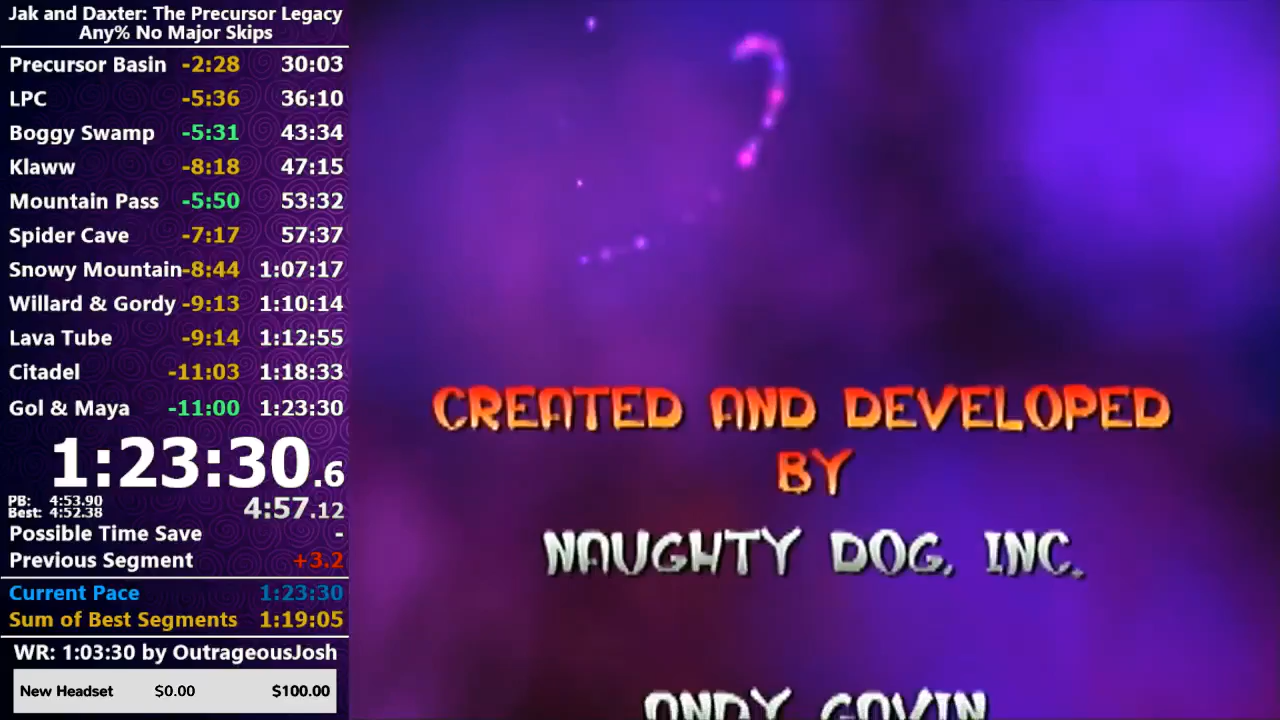 Jak and Daxter: The Precursor Legacy
Any% No Major Skips
Precursor Basin -2:28 30:03
LPC -5:36 36:10
Boggy Swamp -5:31 43:34
Klaww -8:18 47:15
Mountain Pass -5:50 53:32
Spider Cave -7:17 57:37
Snowy Mountain -8:44 1:07:17
Willard & Gordy -9:13 1:10:14
Lava Tube -9:14 1:12:55
Citadel -11:03 1:18:33
Gol & Maya -11:00 1:23:30
1:23:30.6
PB: 4:53.90
Best: 4:52.38
4:57.12
Possible Time Save -
Previous Segment +3.2
Current Pace 1:23:30
Sum of Best Segments 1:19:05
WR: 1:03:30 by OutrageousJosh
New Headset $0.00 $100.00
CREATED AND DEVELOPED
BY
NAUGHTY DOG, INC.
ANDY GAVIN